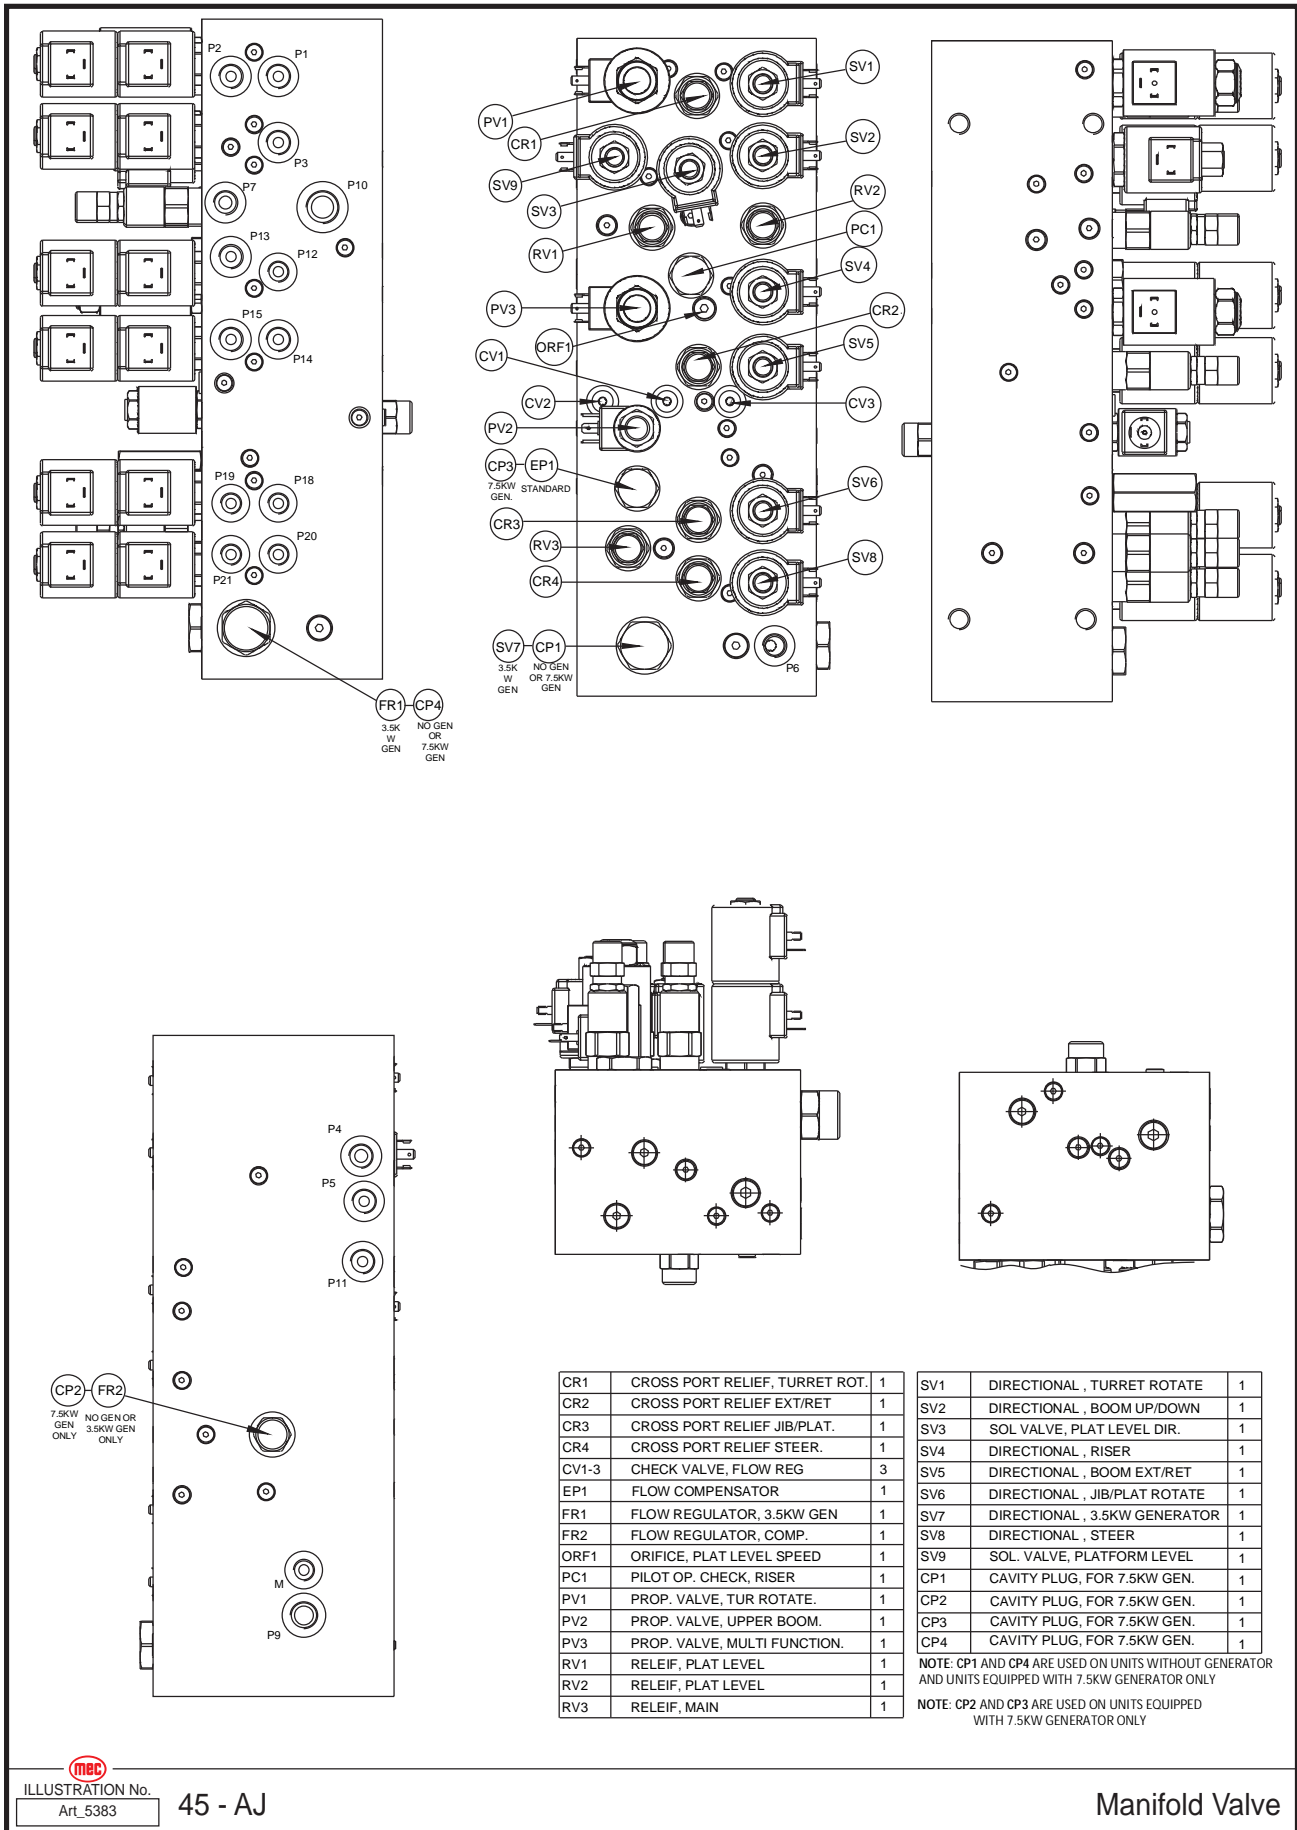 P2
P1
P3
P7
P10
P13
P12
P15
P14
P19
P18
P20
P21
FR1
CP4
3.5K
W
GEN
NO GEN
OR
7.5KW
GEN
PV1
CR1
SV9
SV3
RV1
PV3
ORF1
CV1
CV2
PV2
CP3
EP1
7.5KW
GEN.
STANDARD
CR3
RV3
CR4
SV7
CP1
3.5K
W
GEN
NO GEN
OR 7.5KW
GEN
SV1
SV2
RV2
PC1
SV4
CR2
SV5
CV3
SV6
SV8
P6
P4
P5
P11
CP2
FR2
7.5KW
GEN
ONLY
NO GEN OR
3.5KW GEN
ONLY
M
P9
CR1 CROSS PORT RELIEF, TURRET ROT. 1
CR2 CROSS PORT RELIEF EXT/RET 1
CR3 CROSS PORT RELIEF JIB/PLAT. 1
CR4 CROSS PORT RELIEF STEER. 1
CV1-3 CHECK VALVE, FLOW REG 3
EP1 FLOW COMPENSATOR 1
FR1 FLOW REGULATOR, 3.5KW GEN 1
FR2 FLOW REGULATOR, COMP. 1
ORF1 ORIFICE, PLAT LEVEL SPEED 1
PC1 PILOT OP. CHECK, RISER 1
PV1 PROP. VALVE, TUR ROTATE. 1
PV2 PROP. VALVE, UPPER BOOM. 1
PV3 PROP. VALVE, MULTI FUNCTION. 1
RV1 RELEIF, PLAT LEVEL 1
RV2 RELEIF, PLAT LEVEL 1
RV3 RELEIF, MAIN 1
SV1 DIRECTIONAL , TURRET ROTATE 1
SV2 DIRECTIONAL , BOOM UP/DOWN 1
SV3 SOL VALVE, PLAT LEVEL DIR. 1
SV4 DIRECTIONAL , RISER 1
SV5 DIRECTIONAL , BOOM EXT/RET 1
SV6 DIRECTIONAL , JIB/PLAT ROTATE 1
SV7 DIRECTIONAL , 3.5KW GENERATOR 1
SV8 DIRECTIONAL , STEER 1
SV9 SOL. VALVE, PLATFORM LEVEL 1
CP1 CAVITY PLUG, FOR 7.5KW GEN. 1
CP2 CAVITY PLUG, FOR 7.5KW GEN. 1
CP3 CAVITY PLUG, FOR 7.5KW GEN. 1
CP4 CAVITY PLUG, FOR 7.5KW GEN. 1
NOTE: CP1 AND CP4 ARE USED ON UNITS WITHOUT GENERATOR
AND UNITS EQUIPPED WITH 7.5KW GENERATOR ONLY
NOTE: CP2 AND CP3 ARE USED ON UNITS EQUIPPED
WITH 7.5KW GENERATOR ONLY
mec
ILLUSTRATION No.
Art_5383
45 - AJ
Manifold Valve